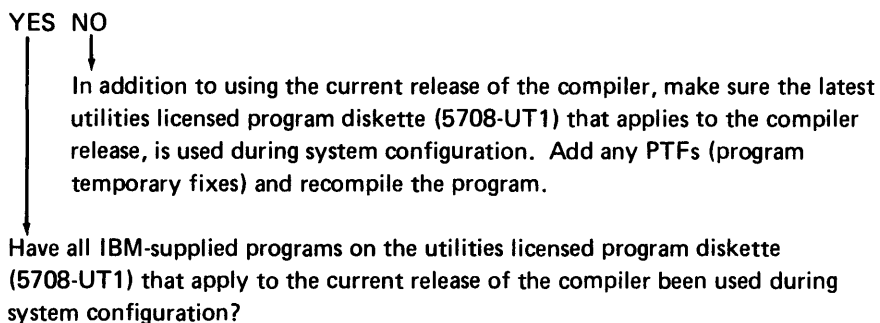 YES NO
In addition to using the current release of the compiler, make sure the latest
utilities licensed program diskette (5708-UT1) that applies to the compiler
release, is used during system configuration. Add any PTFs (program
temporary fixes) and recompile the program.
Have all IBM-supplied programs on the utilities licensed program diskette
(5708-UT1) that apply to the current release of the compiler been used during
system configuration?